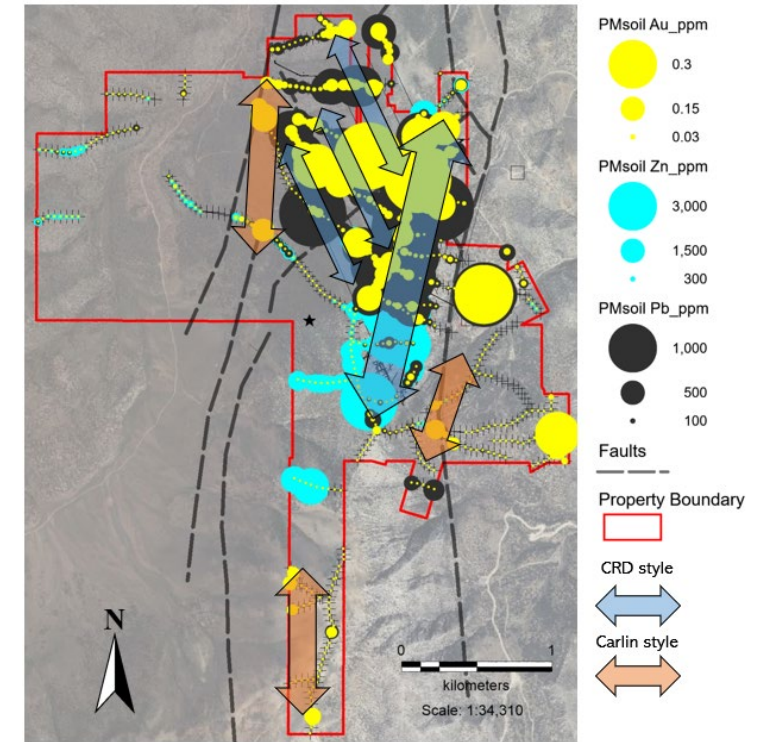 PMsoil Au_ppm
0.3
0.15
0.03
PMsoil Zn_ppm
3,000
1,500
300
PMsoil Pb_ppm
1,000
500
100
Faults
Property Boundary
CRD style
Carlin style
N
0 1
kilometers
Scale: 1:34,310